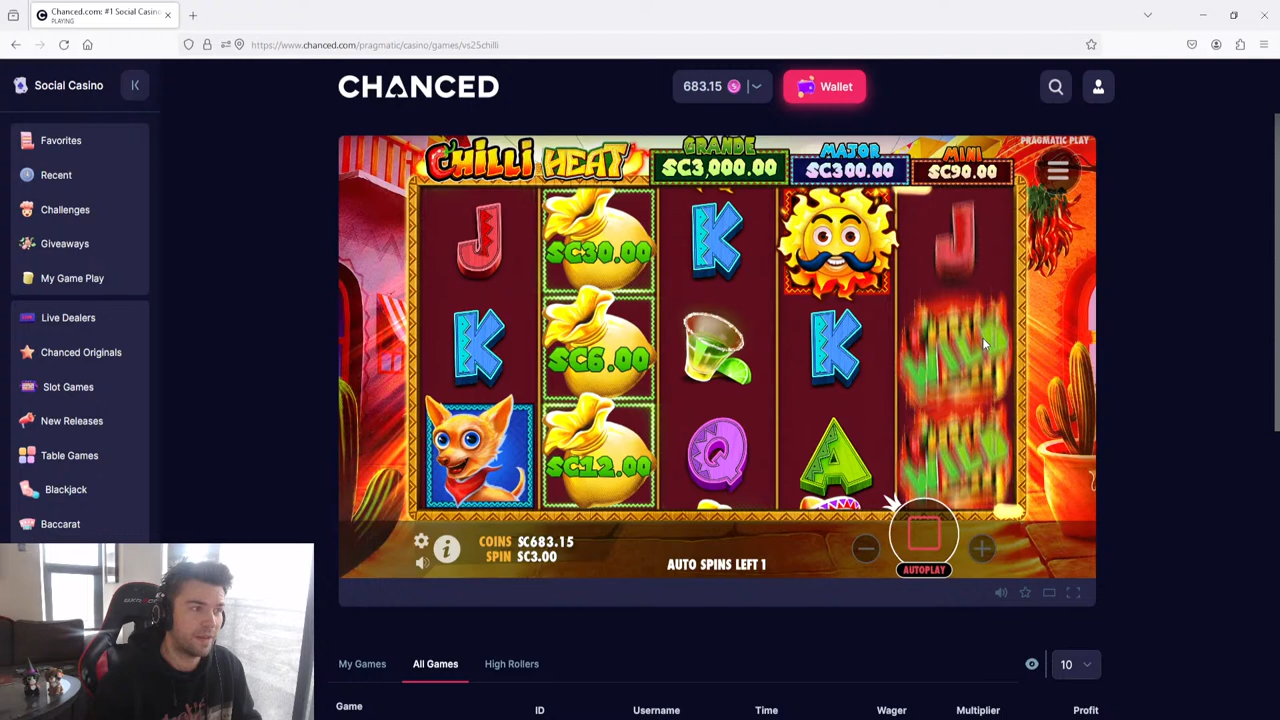 Chanced.com: #1 Social Casino
PLAYING
https://www.chanced.com/pragmatic/casino/games/vs25chilli
Social Casino
CHANCED
683.15
Wallet
Favorites
Recent
Challenges
Giveaways
My Game Play
Live Dealers
Chanced Originals
Slot Games
New Releases
Table Games
Blackjack
Baccarat
PRAGMATIC PLAY
CHILLI HEAT
GRANDE
SC3,000.00
MAJOR
SC300.00
MINI
SC90.00
J
SC30.00
K
J
K
SC6.00
K
WILD
SC12.00
Q
A
WILD
COINS SC683.15
SPIN SC3.00
AUTO SPINS LEFT 1
AUTOPLAY
My Games
All Games
High Rollers
10
Game
ID
Username
Time
Wager
Multiplier
Profit